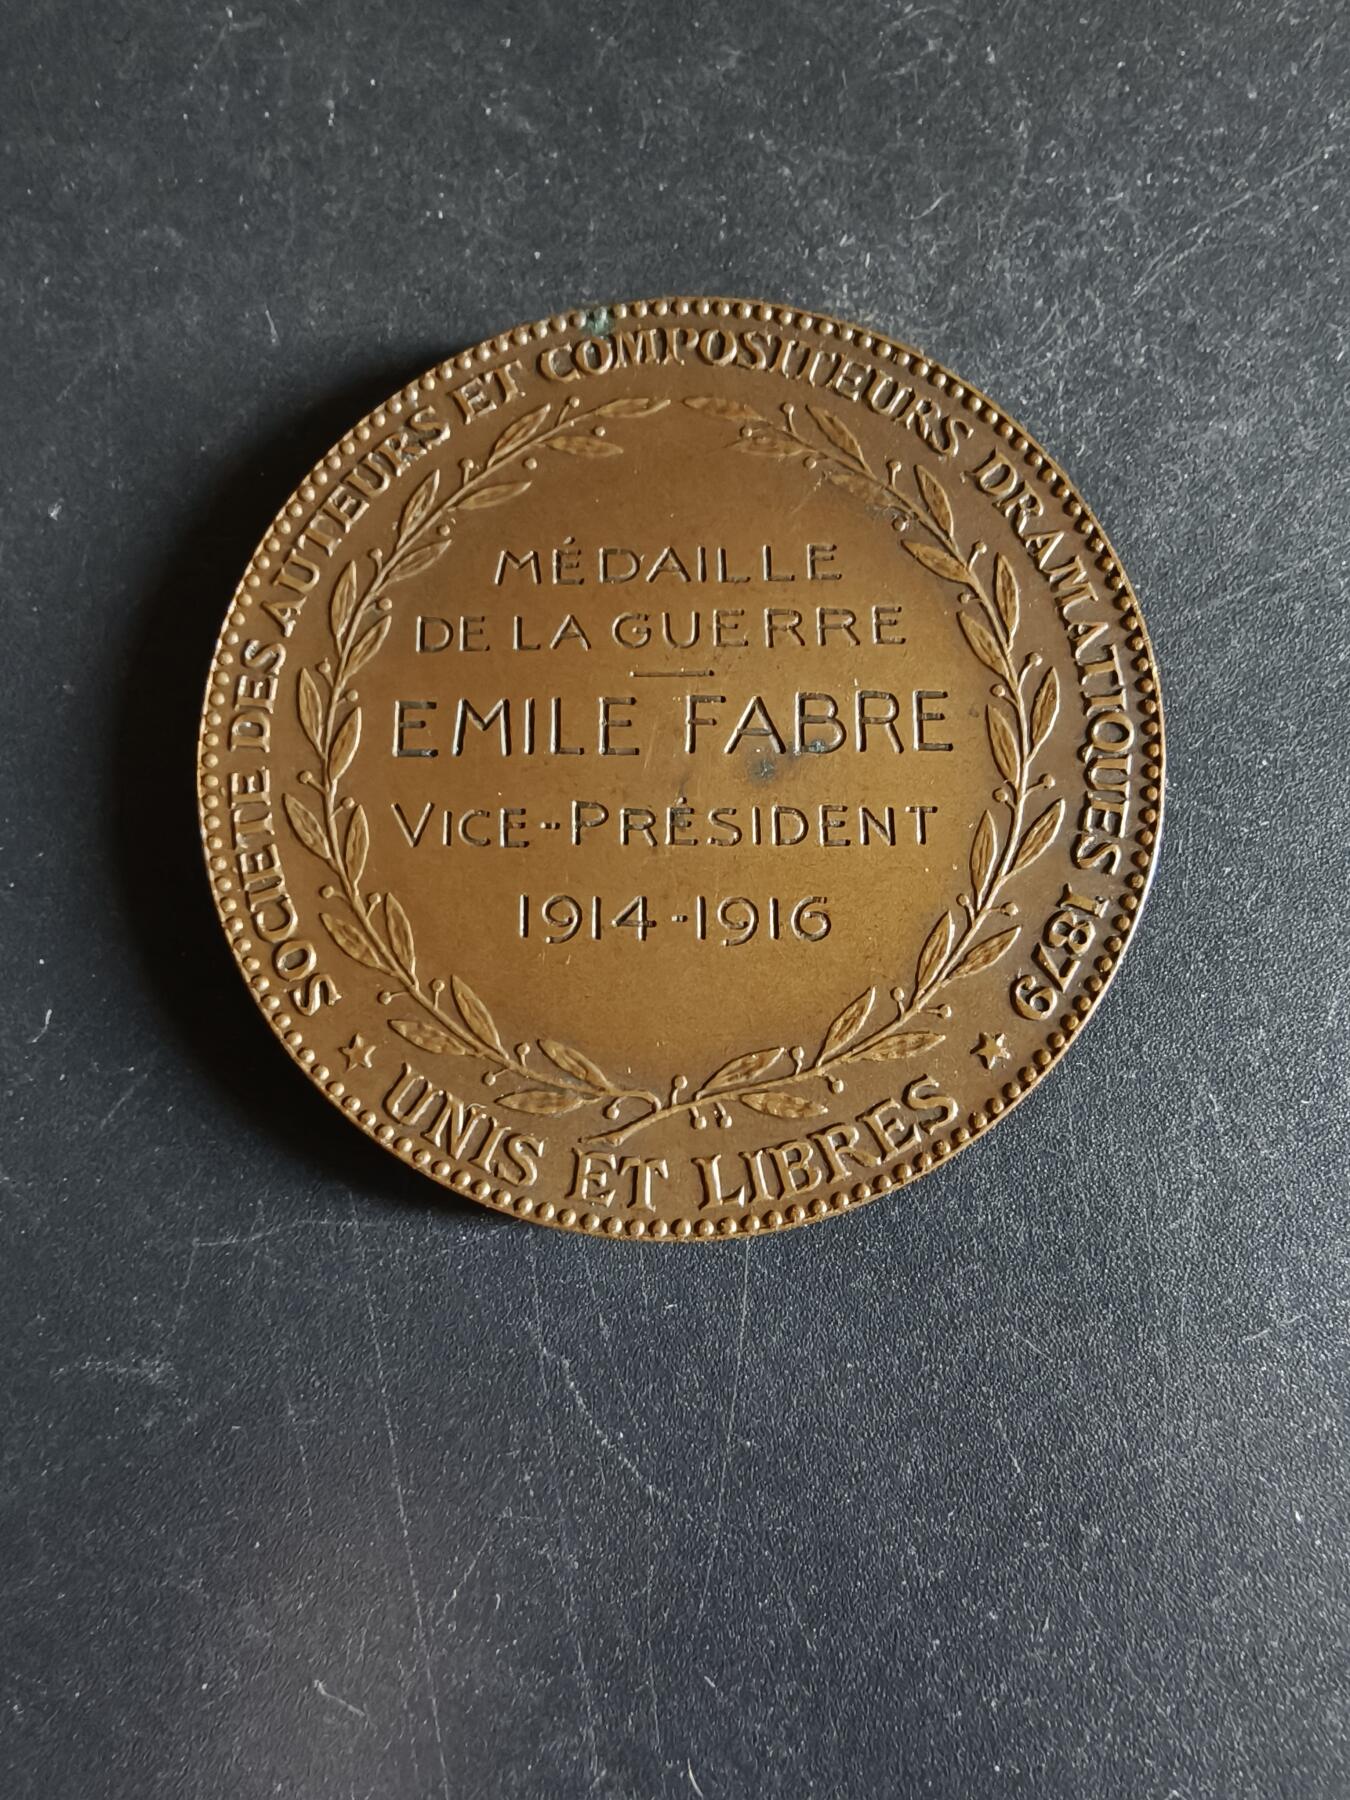 SOCIETE DES AUTEURS ET COMPOSITEURS DRAMATIQUES 1879
MÉDAILLE
DE LA GUERRE
EMILE FABRE
VICE-PRÉSIDENT
1914-1916
UNIS ET LIBRES